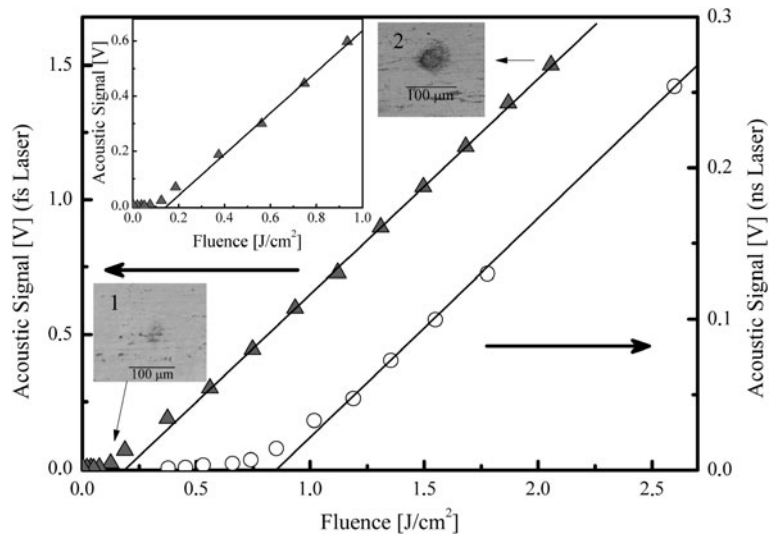 0.6
0.4
0.2
0.0
0.0 0.2 0.4 0.6 0.8 1.0
Acoustic Signal [V]
Fluence [J/cm²]
1
100 μm
2
100 μm
1.5
1.0
0.5
0.0
Acoustic Signal [V] (fs Laser)
0.3
0.2
0.1
0.0
Acoustic Signal [V] (ns Laser)
0.0 0.5 1.0 1.5 2.0 2.5
Fluence [J/cm²]